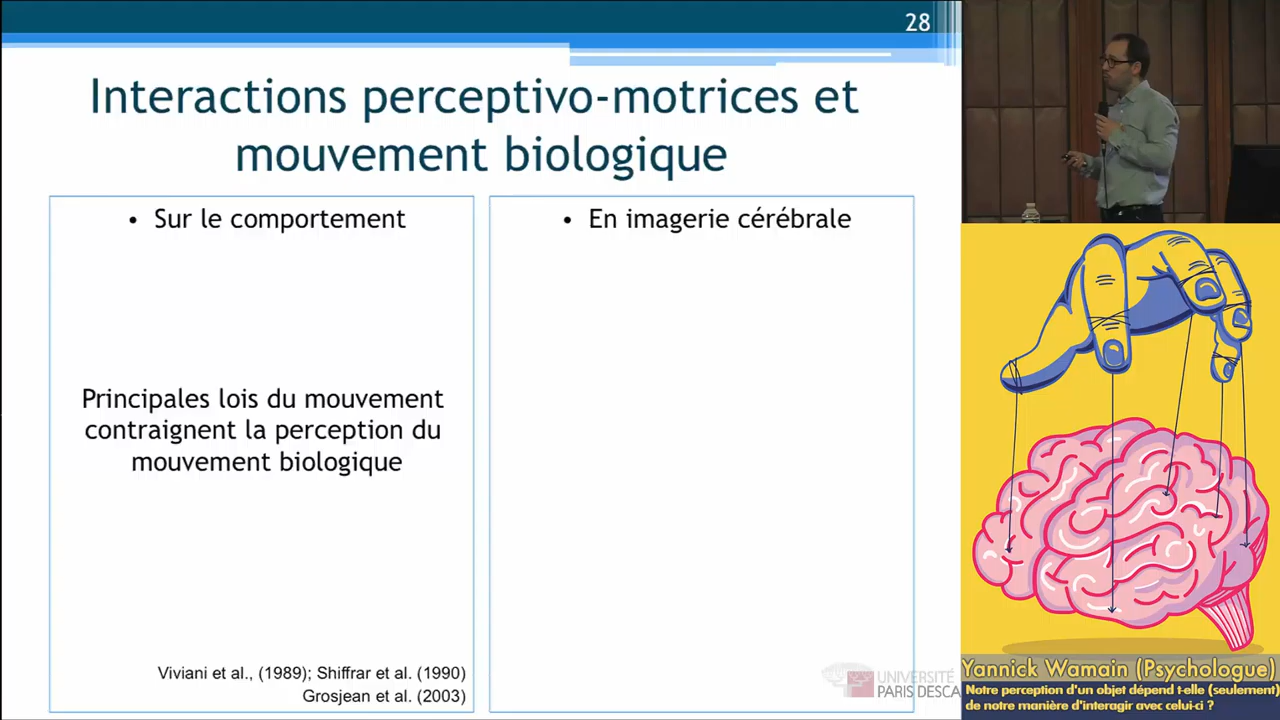 28
Interactions perceptivo-motrices et
mouvement biologique
• Sur le comportement
Principales lois du mouvement
contraignent la perception du
mouvement biologique
Viviani et al., (1989); Shiffrar et al. (1990)
Grosjean et al. (2003)
• En imagerie cérébrale
UNIVERSITÉ
PARIS DESCA
Yannick Wamain (Psychologue)
Notre perception d'un objet dépend t-elle (seulement)
de notre manière d'interagir avec celui-ci ?